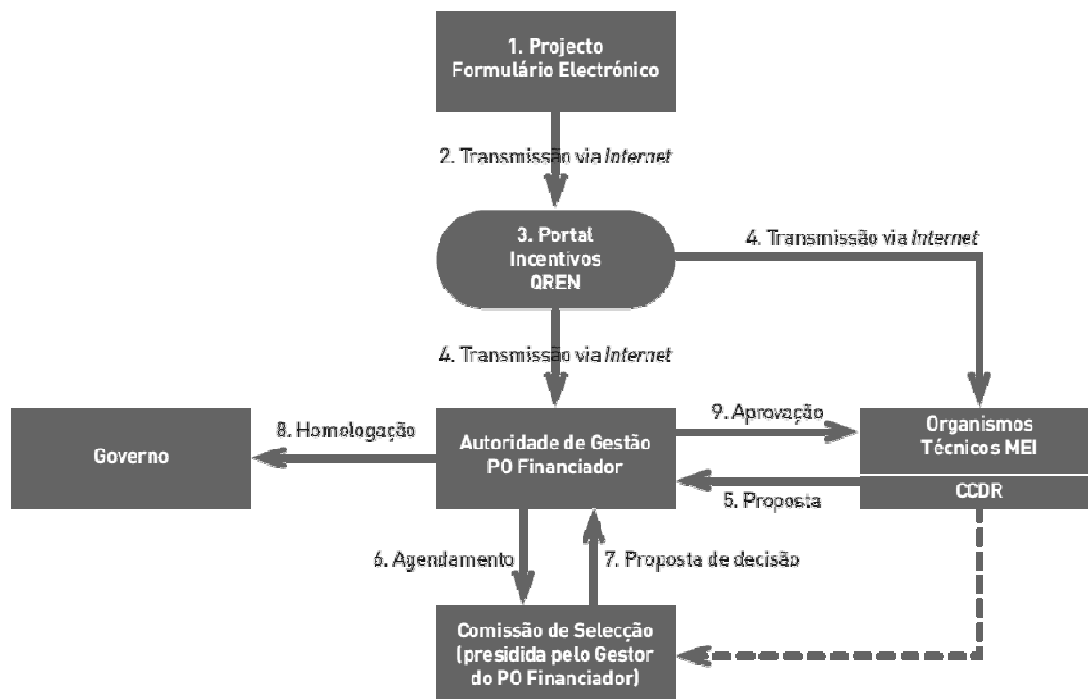 1. Projecto
Formulário Electrónico
2. Transmissão via Internet
3. Portal
Incentivos
QREN
4. Transmissão via Internet
4. Transmissão via Internet
Governo
8. Homologação
Autoridade de Gestão
PO Financiador
9. Aprovação
Organismos
Técnicos MEI
CCDR
5. Proposta
6. Agendamento
7. Proposta de decisão
Comissão de Selecção
(presidida pelo Gestor
do PO Financiador)